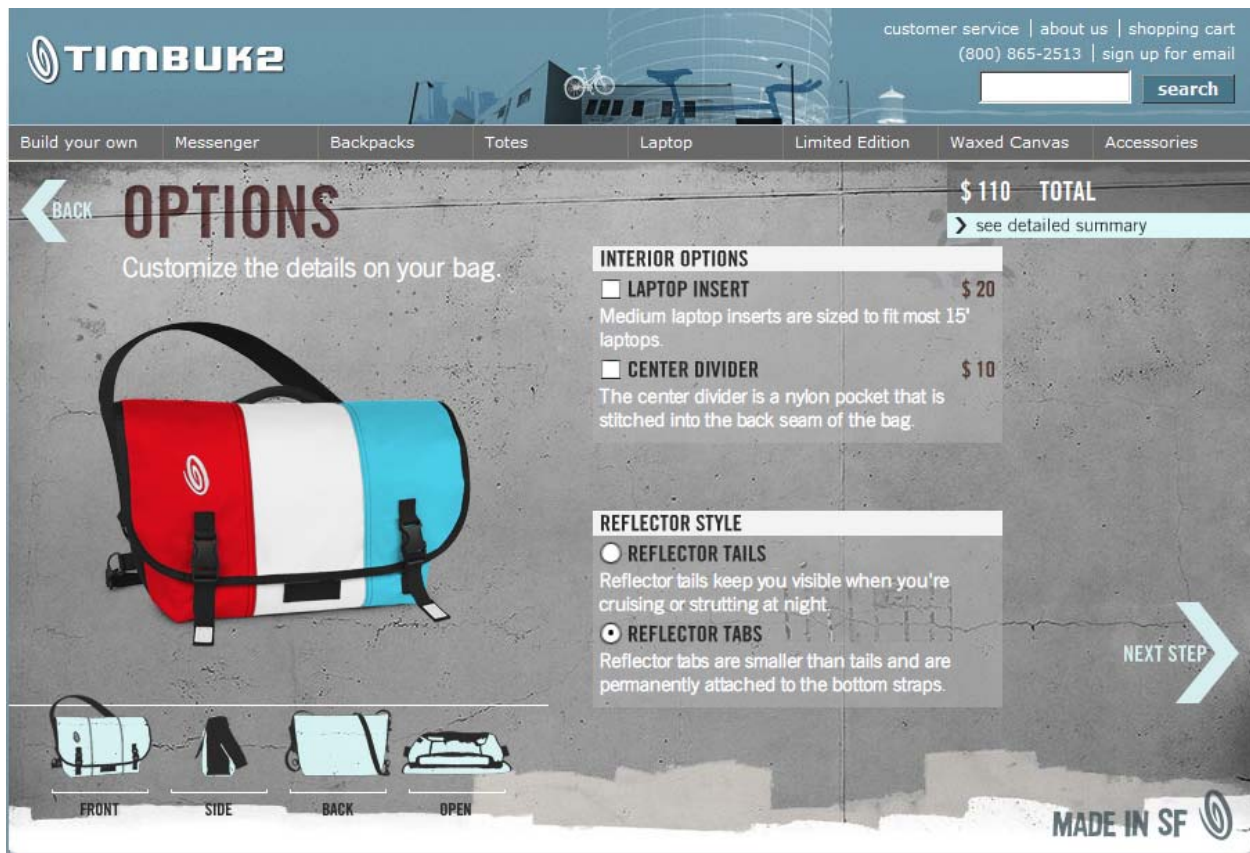 TIMBUK2
customer service | about us | shopping cart
(800) 865-2513 | sign up for email
search
Build your own Messenger Backpacks Totes Laptop Limited Edition Waxed Canvas Accessories
BACK
OPTIONS
Customize the details on your bag.
$ 110 TOTAL
see detailed summary
INTERIOR OPTIONS
LAPTOP INSERT $ 20
Medium laptop inserts are sized to fit most 15'
laptops.
CENTER DIVIDER $ 10
The center divider is a nylon pocket that is
stitched into the back seam of the bag.
REFLECTOR STYLE
REFLECTOR TAILS
Reflector tails keep you visible when you're
cruising or strutting at night.
REFLECTOR TABS
Reflector tabs are smaller than tails and are
permanently attached to the bottom straps.
NEXT STEP
FRONT SIDE BACK OPEN
MADE IN SF